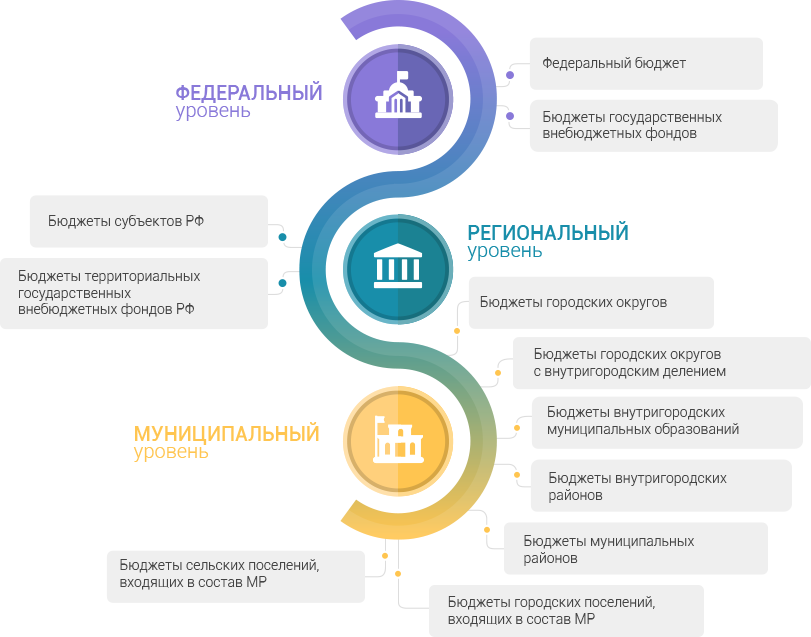 ФЕДЕРАЛЬНЫЙ
уровень
Федеральный бюджет
Бюджеты государственных
внебюджетных фондов
РЕГИОНАЛЬНЫЙ
уровень
Бюджеты субъектов РФ
Бюджеты территориальных
государственных
внебюджетных фондов РФ
МУНИЦИПАЛЬНЫЙ
уровень
Бюджеты городских округов
Бюджеты городских округов
с внутригородским делением
Бюджеты внутригородских
муниципальных образований
Бюджеты внутригородских
районов
Бюджеты муниципальных
районов
Бюджеты сельских поселений,
входящих в состав МР
Бюджеты городских поселений,
входящих в состав МР